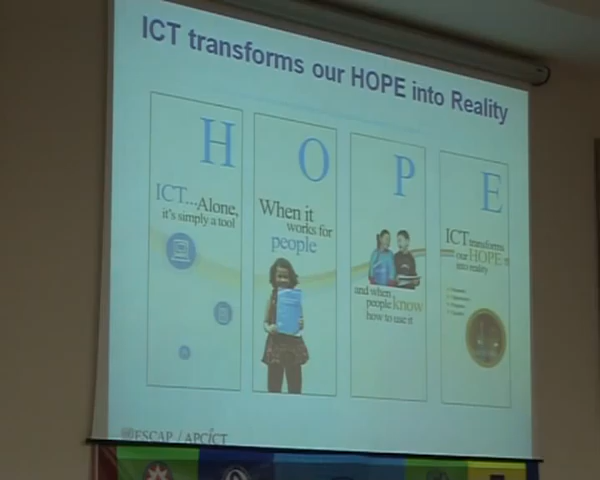 ICT transforms our HOPE into Reality
H
ICT...Alone,
it's simply a tool
O
When it
works for
people
P
and when
people know
how to use it
E
ICT transforms
our HOPE
into reality
ESCAP / APCICT